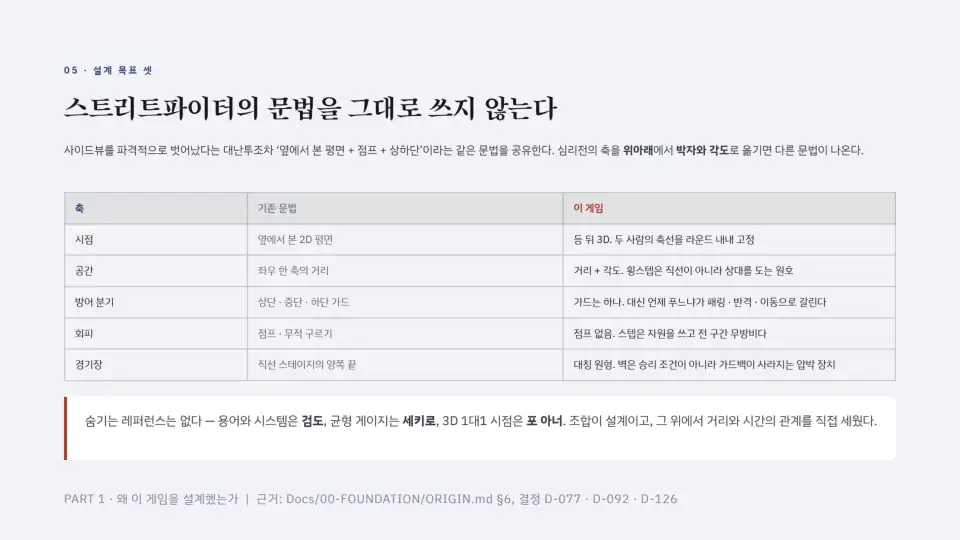 05 · 설계 목표 셋
스트리트파이터의 문법을 그대로 쓰지 않는다
사이드뷰를 파격적으로 벗어났다는 대난투조차 ‘옆에서 본 평면 + 점프 + 상하단’이라는 같은 문법을 공유한다. 심리전의 축을 위아래에서 박자와 각도로 옮기면 다른 문법이 나온다.
축 기존 문법 이 게임
시점 옆에서 본 2D 평면 등 뒤 3D. 두 사람의 축선을 라운드 내내 고정
공간 좌우 한 축의 거리 거리 + 각도. 횡스텝은 직선이 아니라 상대를 도는 원호
방어 분기 상단 · 중단 · 하단 가드 가드는 하나. 대신 언제 푸느냐가 패링 · 반격 · 이동으로 갈린다
회피 점프 · 무적 구르기 점프 없음. 스텝은 자원을 쓰고 전 구간 무방비다
경기장 직선 스테이지의 양쪽 끝 대칭 원형. 벽은 승리 조건이 아니라 가드백이 사라지는 압박 장치
숨기는 레퍼런스는 없다 — 용어와 시스템은 검도, 균형 게이지는 세키로, 3D 1대1 시점은 포 아너. 조합이 설계이고, 그 위에서 거리와 시간의 관계를 직접 세웠다.
PART 1 · 왜 이 게임을 설계했는가 | 근거: Docs/00-FOUNDATION/ORIGIN.md §6, 결정 D-077 · D-092 · D-126